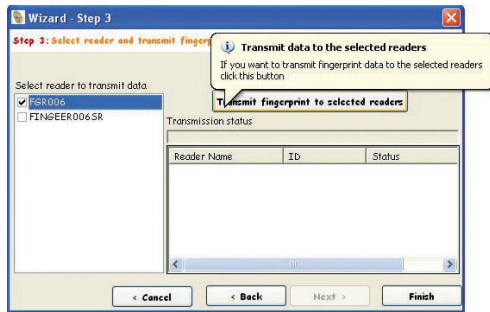 Wizard - Step 3
Step 3: Select reader and transmit fingerp
Transmit data to the selected readers
If you want to transmit fingerprint data to the selected readers
click this button
Select reader to transmit data
Transmit fingerprint to selected readers
FGR006
FINGEER006SR
Transmission status
Reader Name ID Status
< Cancel < Back Next > Finish